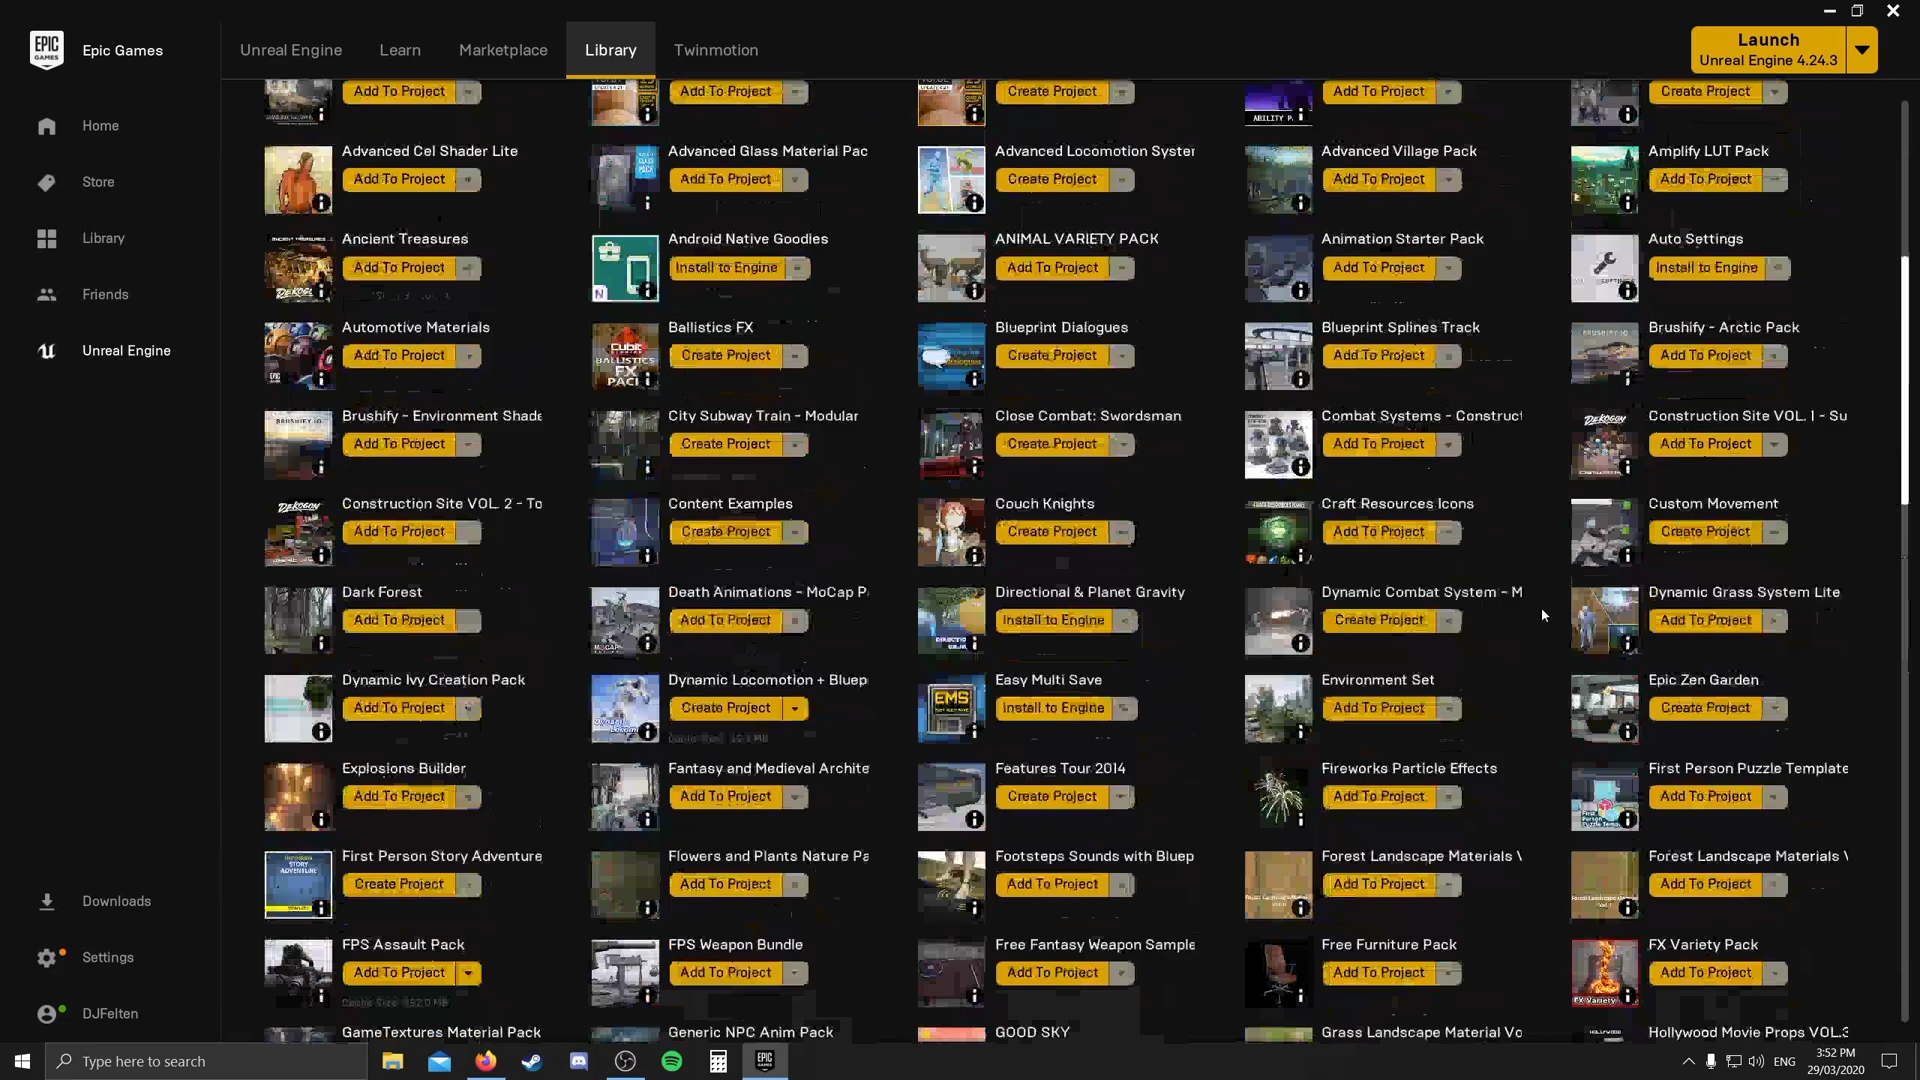 EPIC GAMES
Epic Games
Unreal Engine
Learn
Marketplace
Library
Twinmotion
Launch
Unreal Engine 4.24.3
Home
Store
Library
Friends
Unreal Engine
Downloads
Settings
DJFelten
Add To Project
Add To Project
Create Project
ABILITY P
Add To Project
Create Project
Advanced Cel Shader Lite
Add To Project
Advanced Glass Material Pac
Add To Project
Advanced Locomotion Syster
Create Project
Advanced Village Pack
Add To Project
Amplify LUT Pack
Add To Project
Ancient Treasures
Add To Project
Android Native Goodies
Install to Engine
ANIMAL VARIETY PACK
Add To Project
Animation Starter Pack
Add To Project
Auto Settings
Install to Engine
Automotive Materials
Add To Project
Ballistics FX
Create Project
Blueprint Dialogues
Create Project
Blueprint Splines Track
Add To Project
Brushify - Arctic Pack
Add To Project
Brushify - Environment Shade
Add To Project
City Subway Train - Modular
Create Project
Close Combat: Swordsman
Create Project
Combat Systems - Construct
Add To Project
Construction Site VOL. 1 - Su
Add To Project
Construction Site VOL. 2 - To
Add To Project
Content Examples
Create Project
Couch Knights
Create Project
Craft Resources Icons
Add To Project
Custom Movement
Create Project
Dark Forest
Add To Project
Death Animations - MoCap P
Add To Project
Directional & Planet Gravity
Install to Engine
Dynamic Combat System - M
Create Project
Dynamic Grass System Lite
Add To Project
Dynamic Ivy Creation Pack
Add To Project
Dynamic Locomotion + Bluep
Create Project
EMS
Easy Multi Save
Install to Engine
Environment Set
Add To Project
Epic Zen Garden
Create Project
Explosions Builder
Add To Project
Fantasy and Medieval Archite
Add To Project
Features Tour 2014
Create Project
Fireworks Particle Effects
Add To Project
First Person Puzzle Template
Add To Project
First Person Story Adventure
Create Project
Flowers and Plants Nature Pa
Add To Project
Footsteps Sounds with Bluep
Add To Project
Forest Landscape Materials V
Add To Project
Forest Landscape Materials V
Add To Project
FPS Assault Pack
Add To Project
FPS Weapon Bundle
Add To Project
Free Fantasy Weapon Sample
Add To Project
Free Furniture Pack
Add To Project
FX Variety
FX Variety Pack
Add To Project
GameTextures Material Pack
Generic NPC Anim Pack
GOOD SKY
Grass Landscape Material Vo
Hollywood Movie Props VOL.3
Type here to search
ENG
3:52 PM
29/03/2020